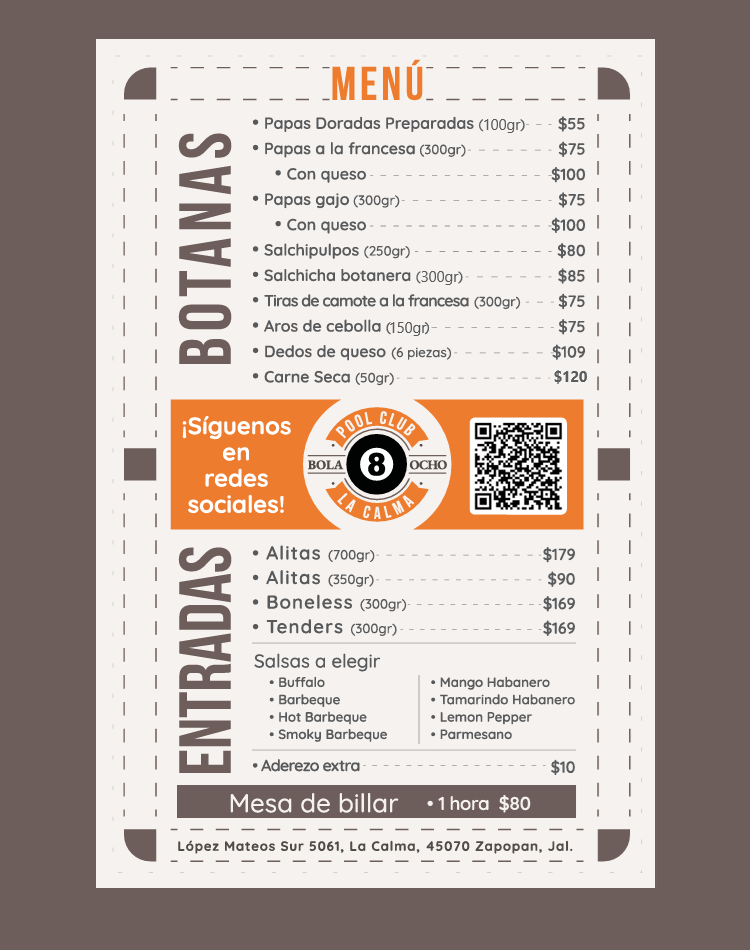 MENÚ
BOTANAS
• Papas Doradas Preparadas (100gr) $55
• Papas a la francesa (300gr) $75
• Con queso $100
• Papas gajo (300gr) $75
• Con queso $100
• Salchipulpos (250gr) $80
• Salchicha botanera (300gr) $85
• Tiras de camote a la francesa (300gr) $75
• Aros de cebolla (150gr) $75
• Dedos de queso (6 piezas) $109
• Carne Seca (50gr) $120
¡Síguenos
en
redes
sociales!
POOL CLUB
BOLA 8 OCHO
LA CALMA
ENTRADAS
• Alitas (700gr) $179
• Alitas (350gr) $90
• Boneless (300gr) $169
• Tenders (300gr) $169
Salsas a elegir
• Buffalo
• Barbeque
• Hot Barbeque
• Smoky Barbeque
• Mango Habanero
• Tamarindo Habanero
• Lemon Pepper
• Parmesano
• Aderezo extra $10
Mesa de billar • 1 hora $80
López Mateos Sur 5061, La Calma, 45070 Zapopan, Jal.